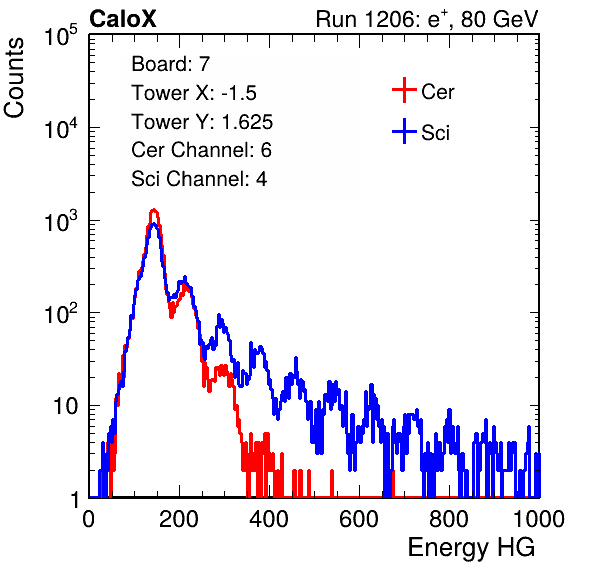 CaloX Run 1206: e⁺, 80 GeV
Counts
10⁵
10⁴
10³
10²
10
1
Board: 7
Tower X: -1.5
Tower Y: 1.625
Cer Channel: 6
Sci Channel: 4
Cer
Sci
0 200 400 600 800 1000
Energy HG